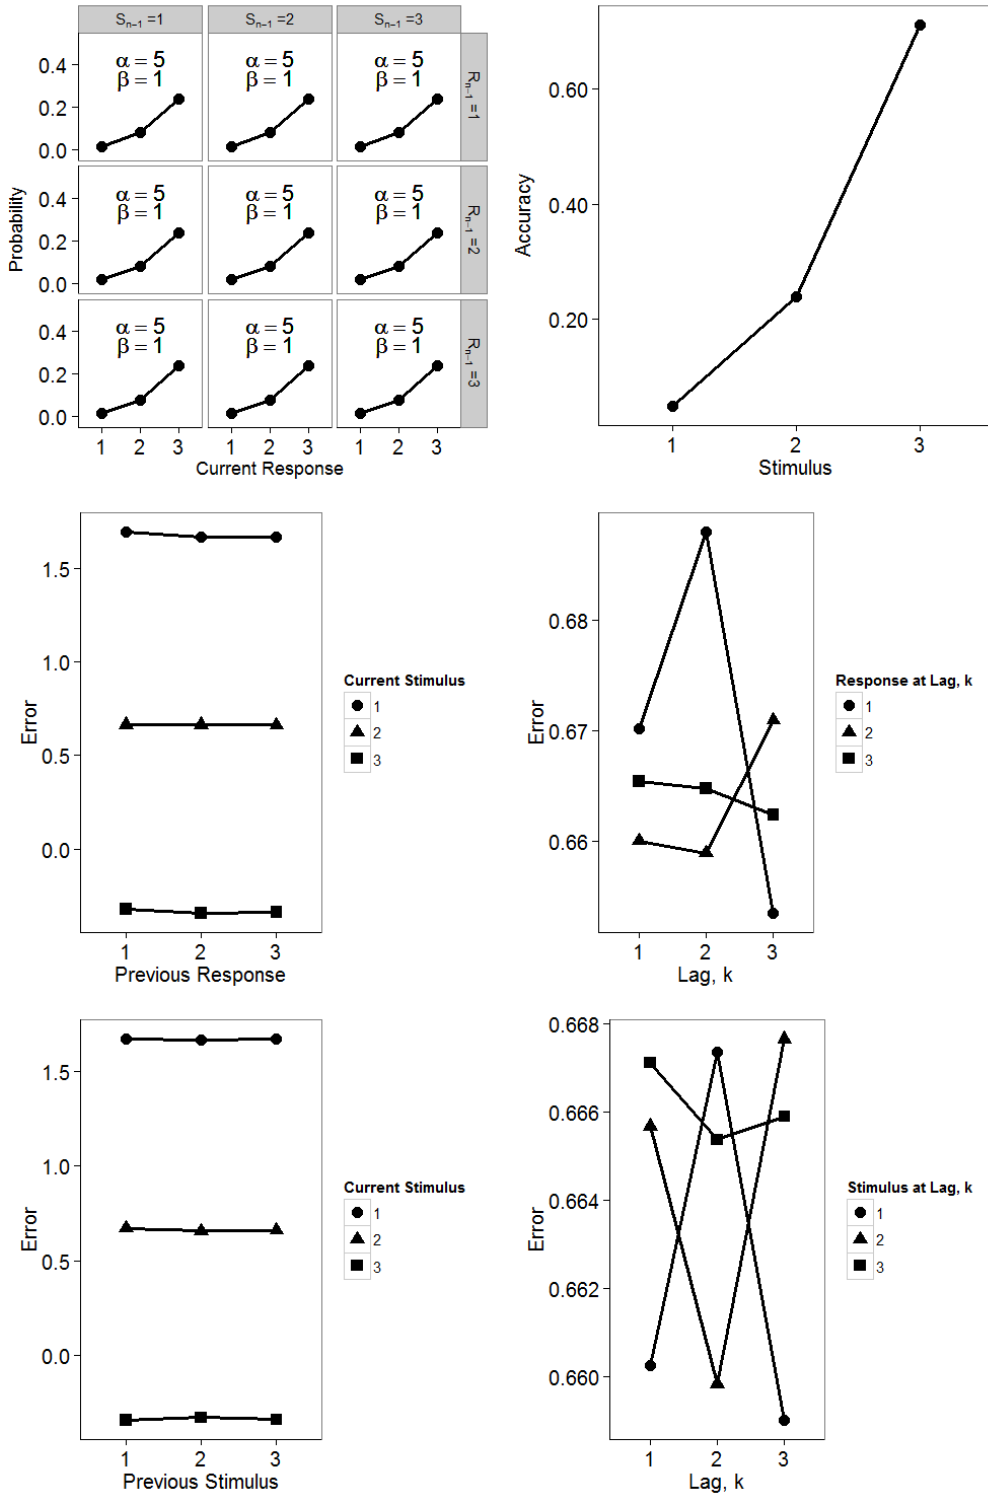 Sₙ₋₁ =1 Sₙ₋₁ =2 Sₙ₋₁ =3
α = 5 α = 5 α = 5
β = 1 β = 1 β = 1
0.4
0.2
0.0
Rₙ₋₁ =1
α = 5 α = 5 α = 5
β = 1 β = 1 β = 1
0.4
0.2
0.0
Rₙ₋₁ =2
α = 5 α = 5 α = 5
β = 1 β = 1 β = 1
0.4
0.2
0.0
Rₙ₋₁ =3
Probability
1 2 3 1 2 3 1 2 3
Current Response
0.60
0.40
0.20
Accuracy
1 2 3
Stimulus
1.5
1.0
0.5
0.0
Error
1 2 3
Previous Response
Current Stimulus
1
2
3
0.68
0.67
0.66
Error
1 2 3
Lag, k
Response at Lag, k
1
2
3
1.5
1.0
0.5
0.0
Error
1 2 3
Previous Stimulus
Current Stimulus
1
2
3
0.668
0.666
0.664
0.662
0.660
Error
1 2 3
Lag, k
Stimulus at Lag, k
1
2
3